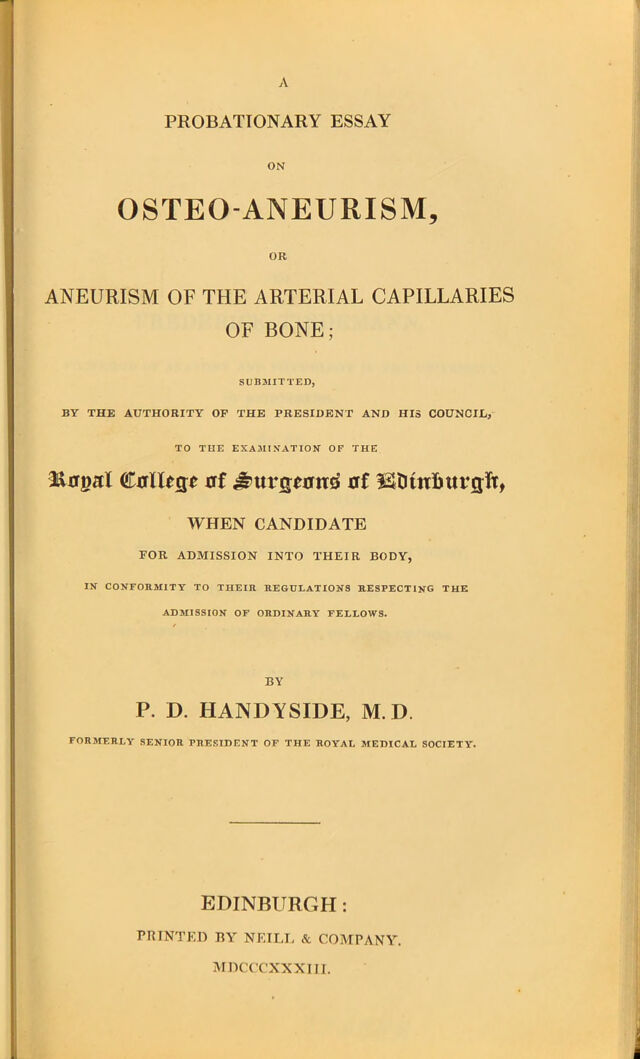 A
PROBATIONARY ESSAY
ON
OSTEO-ANEURISM,
OR
ANEURISM OF THE ARTERIAL CAPILLARIES
OF BONE;
SUBMITTED,
BY THE AUTHORITY OF THE PRESIDENT AND HIS COUNCIL,
TO THE EXAMINATION OF THE
Royal College of Surgeons of Edinburgh,
WHEN CANDIDATE
FOR ADMISSION INTO THEIR BODY,
IN CONFORMITY TO THEIR REGULATIONS RESPECTING THE
ADMISSION OF ORDINARY FELLOWS.
BY
P. D. HANDYSIDE, M. D.
FORMERLY SENIOR PRESIDENT OF THE ROYAL MEDICAL SOCIETY.
EDINBURGH:
PRINTED BY NEILL & COMPANY.
MDCCCXXXIII.